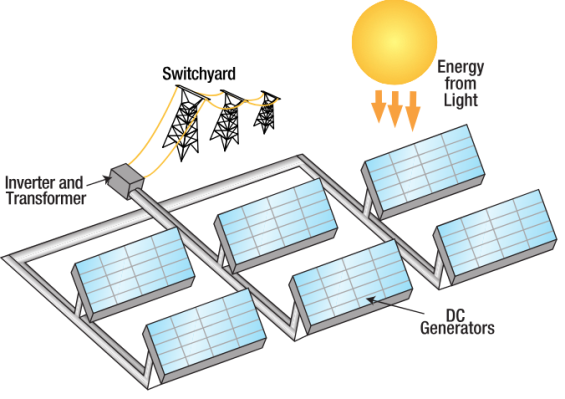 Switchyard
Energy
from
Light
Inverter and
Transformer
DC
Generators